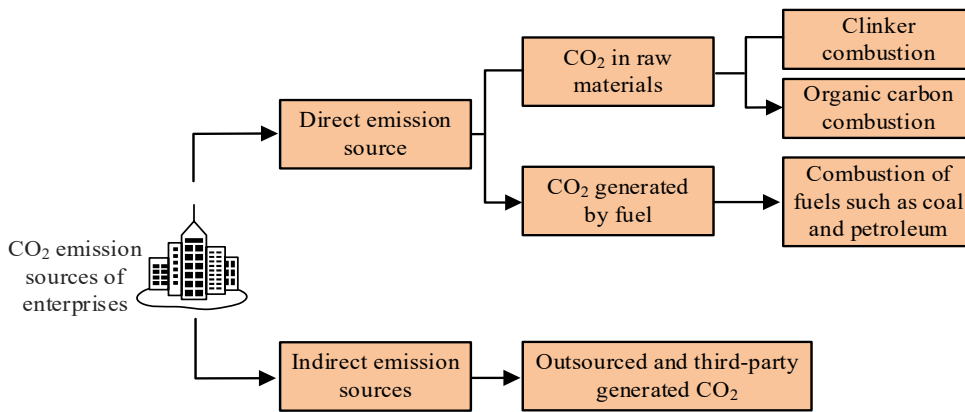 CO₂ emission
sources of
enterprises
Direct emission
source
CO₂ in raw
materials
Clinker
combustion
Organic carbon
combustion
CO₂ generated
by fuel
Combustion of
fuels such as coal
and petroleum
Indirect emission
sources
Outsourced and third-party
generated CO₂